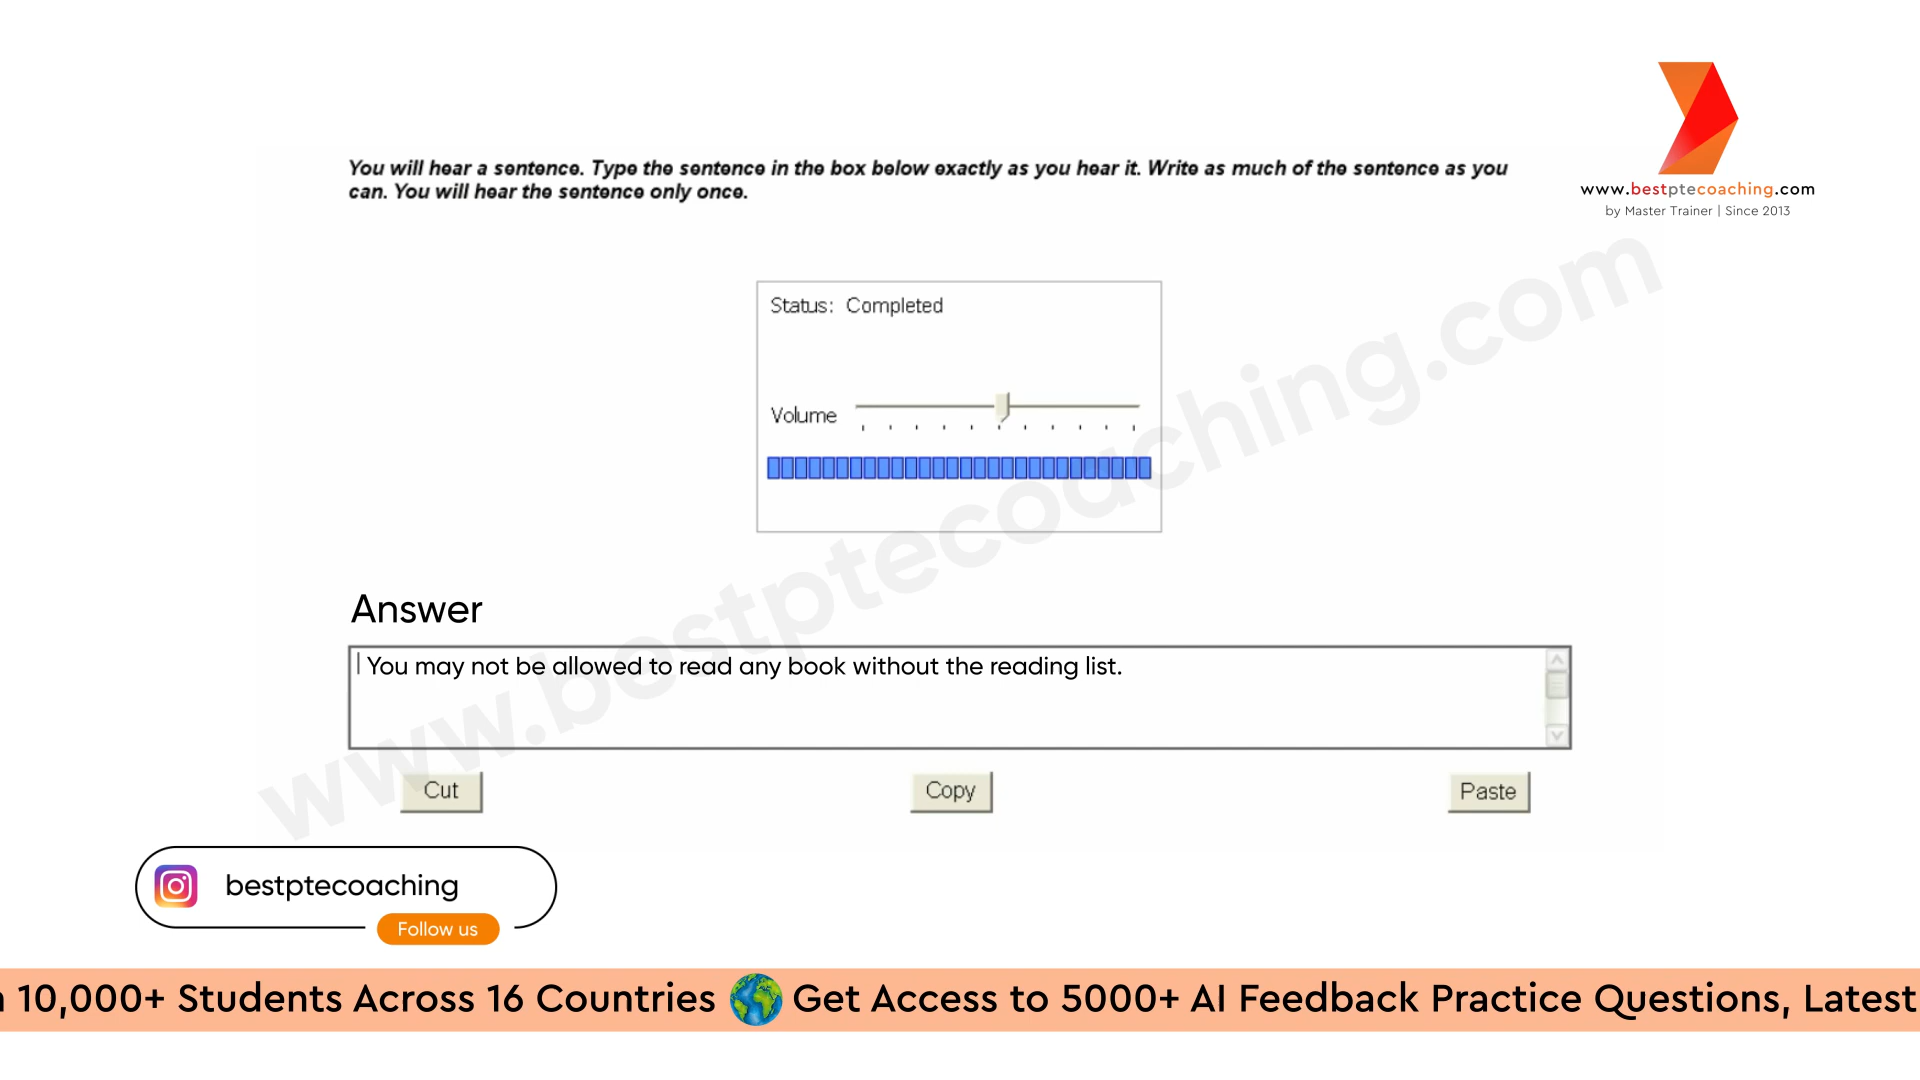 You will hear a sentence. Type the sentence in the box below exactly as you hear it. Write as much of the sentence as you
can. You will hear the sentence only once.
www.bestptecoaching.com
by Master Trainer | Since 2013
Status: Completed
Volume
www.bestptecoaching.com
Answer
You may not be allowed to read any book without the reading list.
Cut
Copy
Paste
bestptecoaching
Follow us
10,000+ Students Across 16 Countries Get Access to 5000+ AI Feedback Practice Questions, Latest